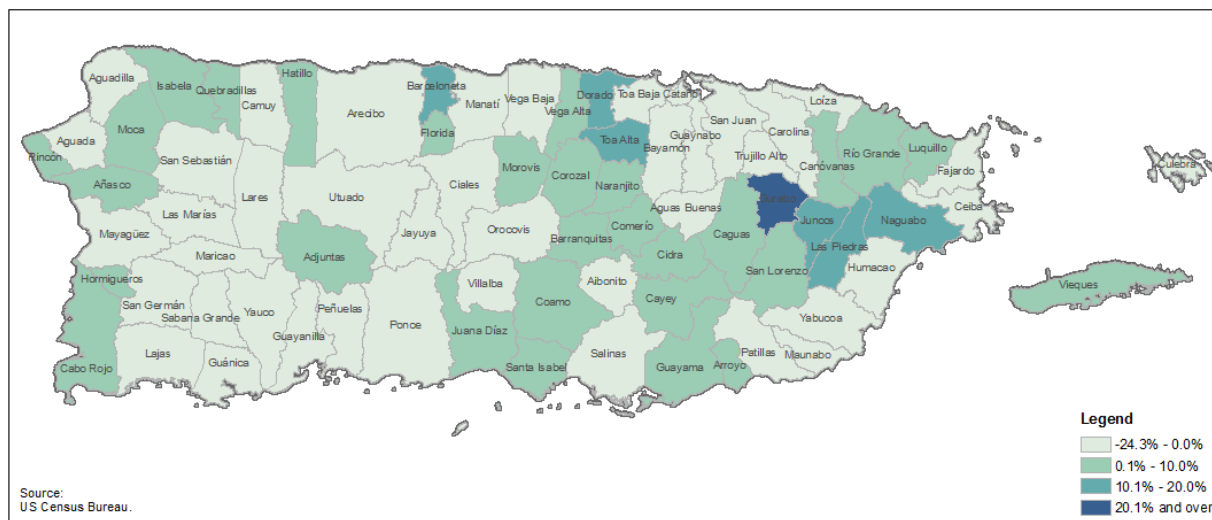 Aguadilla
Isabela
Quebradillas
Camuy
Hatillo
Arecibo
Barceloneta
Manatí
Vega Baja
Vega Alta
Dorado
Toa Baja
Cataño
San Juan
Loíza
Aguada
Moca
San Sebastián
Florida
Morovis
Corozal
Toa Alta
Naranjito
Bayamón
Guaynabo
Trujillo Alto
Carolina
Canóvanas
Río Grande
Luquillo
Fajardo
Culebra
Rincón
Añasco
Las Marías
Lares
Utuado
Ciales
Jayuya
Orocovis
Barranquitas
Comerío
Aguas Buenas
Caguas
Gurabo
Juncos
Las Piedras
Naguabo
Ceiba
Mayagüez
Maricao
Adjuntas
Villalba
Aibonito
Cidra
San Lorenzo
Humacao
Hormigueros
San Germán
Sabana Grande
Yauco
Guayanilla
Peñuelas
Ponce
Juana Díaz
Coamo
Cayey
Yabucoa
Vieques
Cabo Rojo
Lajas
Guánica
Santa Isabel
Salinas
Guayama
Arroyo
Patillas
Maunabo
Legend
-24.3% - 0.0%
0.1% - 10.0%
10.1% - 20.0%
20.1% and over
Source:
US Census Bureau.